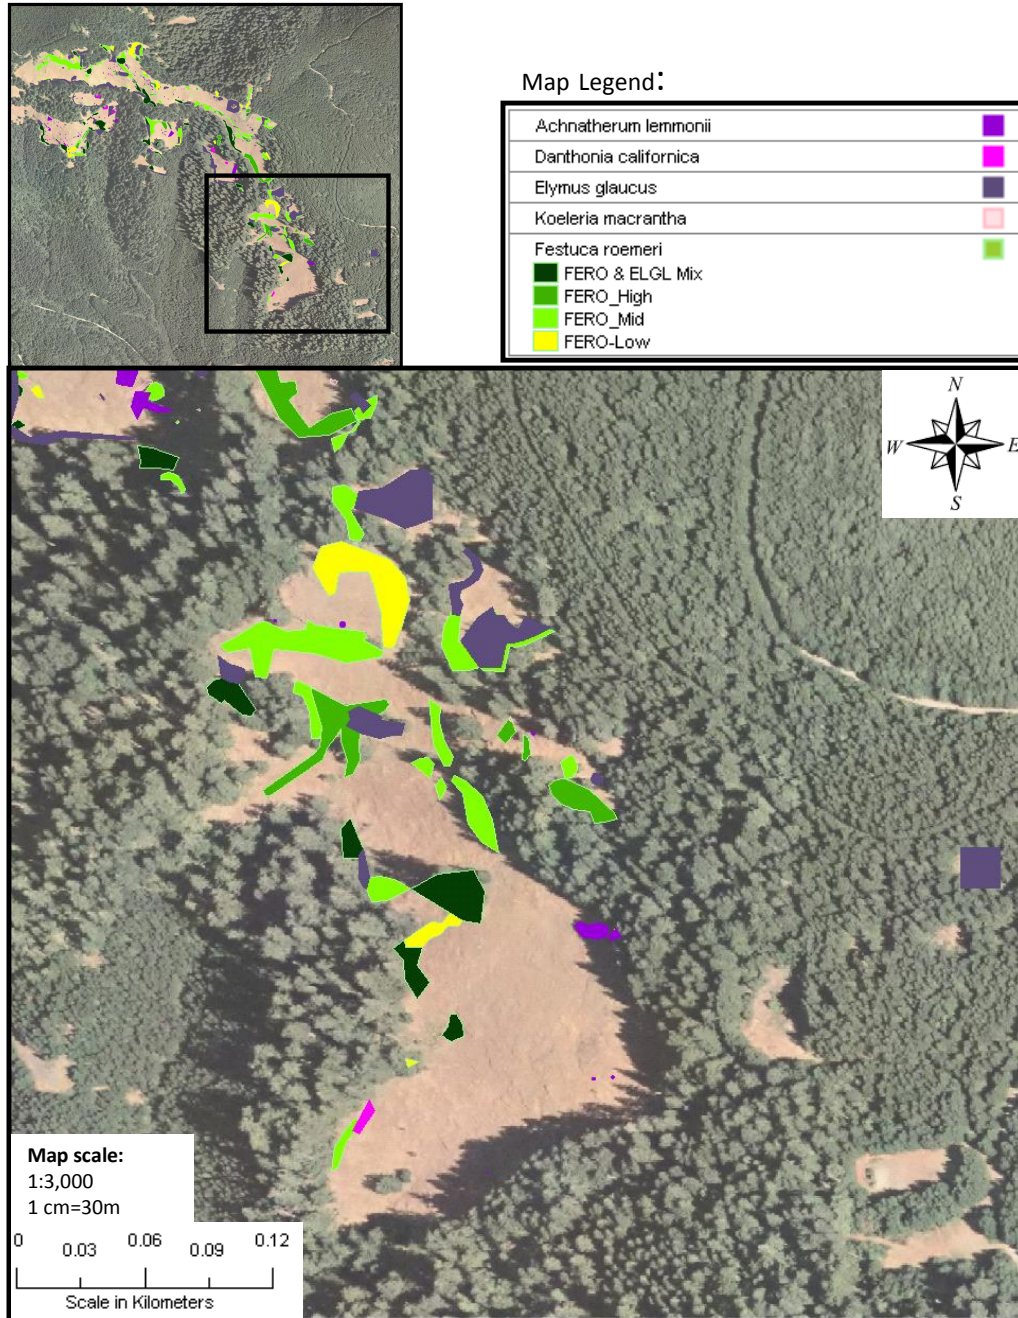 Map Legend:
Achnatherum lemmonii
Danthonia californica
Elymus glaucus
Koeleria macrantha
Festuca roemeri
FERO & ELGL Mix
FERO_High
FERO_Mid
FERO-Low
N
W E
S
Map scale:
1:3,000
1 cm=30m
0 0.03 0.06 0.09 0.12
Scale in Kilometers